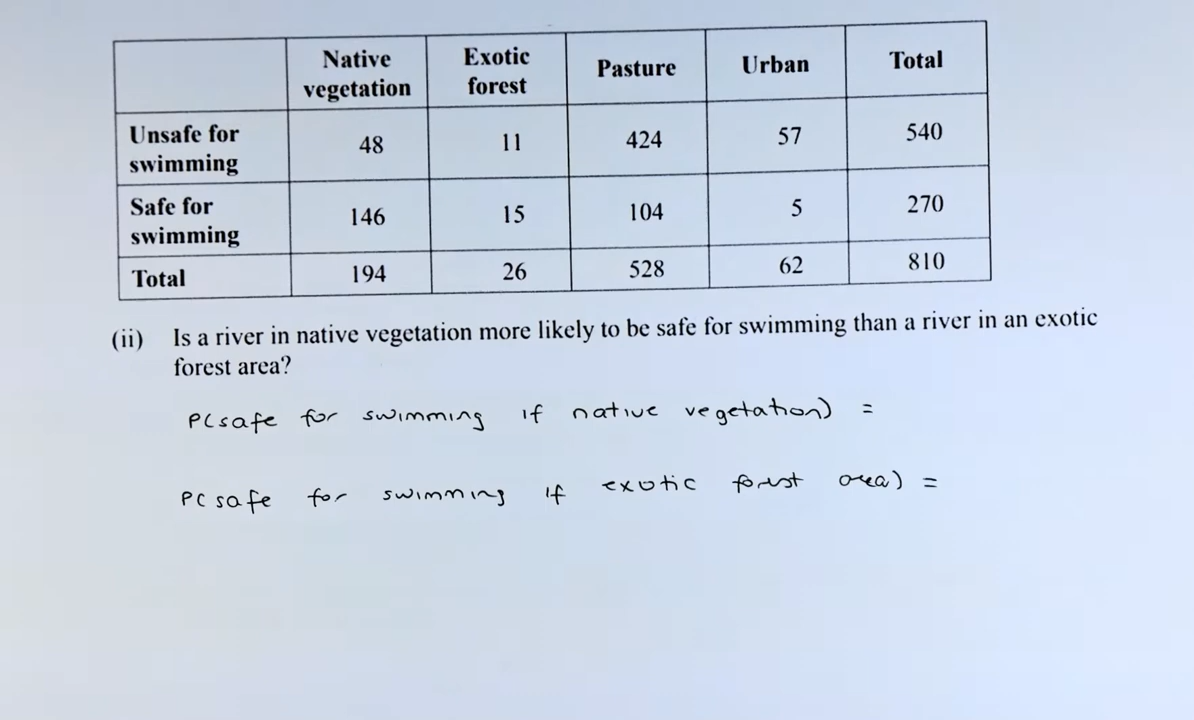 Native vegetation Exotic forest Pasture Urban Total
Unsafe for swimming 48 11 424 57 540
Safe for swimming 146 15 104 5 270
Total 194 26 528 62 810
(ii) Is a river in native vegetation more likely to be safe for swimming than a river in an exotic
forest area?
P(safe for swimming if native vegetation) =
P(safe for swimming if exotic forest area) =